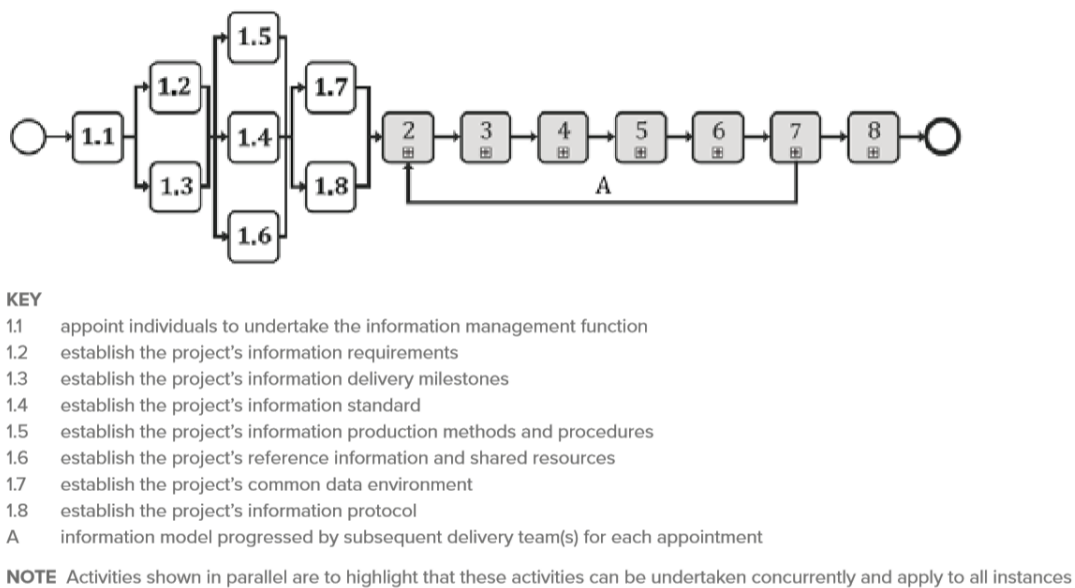 1.5
1.2
1.7
1.1
1.4
2
3
4
5
6
7
8
1.3
1.8
A
1.6
KEY
1.1 appoint individuals to undertake the information management function
1.2 establish the project's information requirements
1.3 establish the project's information delivery milestones
1.4 establish the project's information standard
1.5 establish the project's information production methods and procedures
1.6 establish the project's reference information and shared resources
1.7 establish the project's common data environment
1.8 establish the project's information protocol
A information model progressed by subsequent delivery team(s) for each appointment
NOTE Activities shown in parallel are to highlight that these activities can be undertaken concurrently and apply to all instances